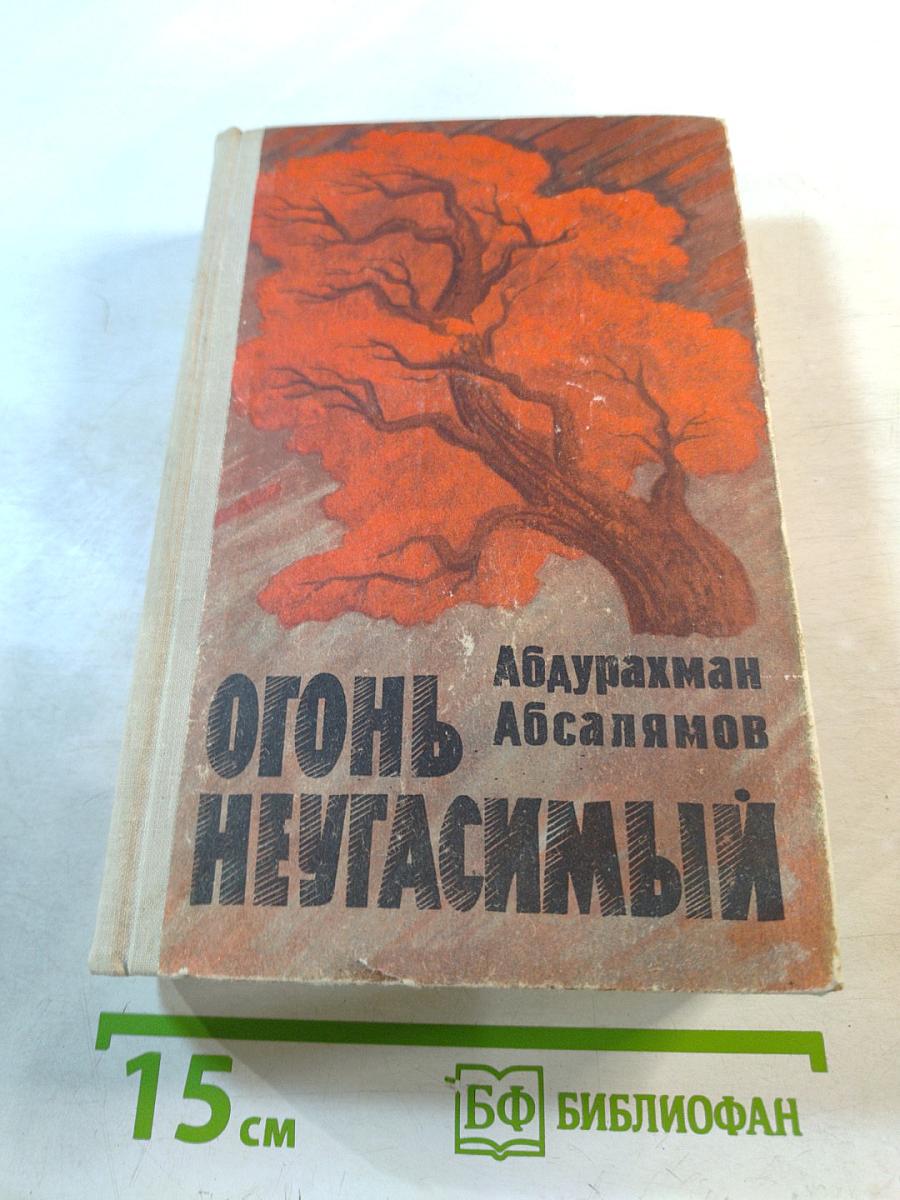 Абдурахман
Абсалямов
ОГОНЬ
НЕУГАСИМЫЙ
15 см
БФ БИБЛИОФАН